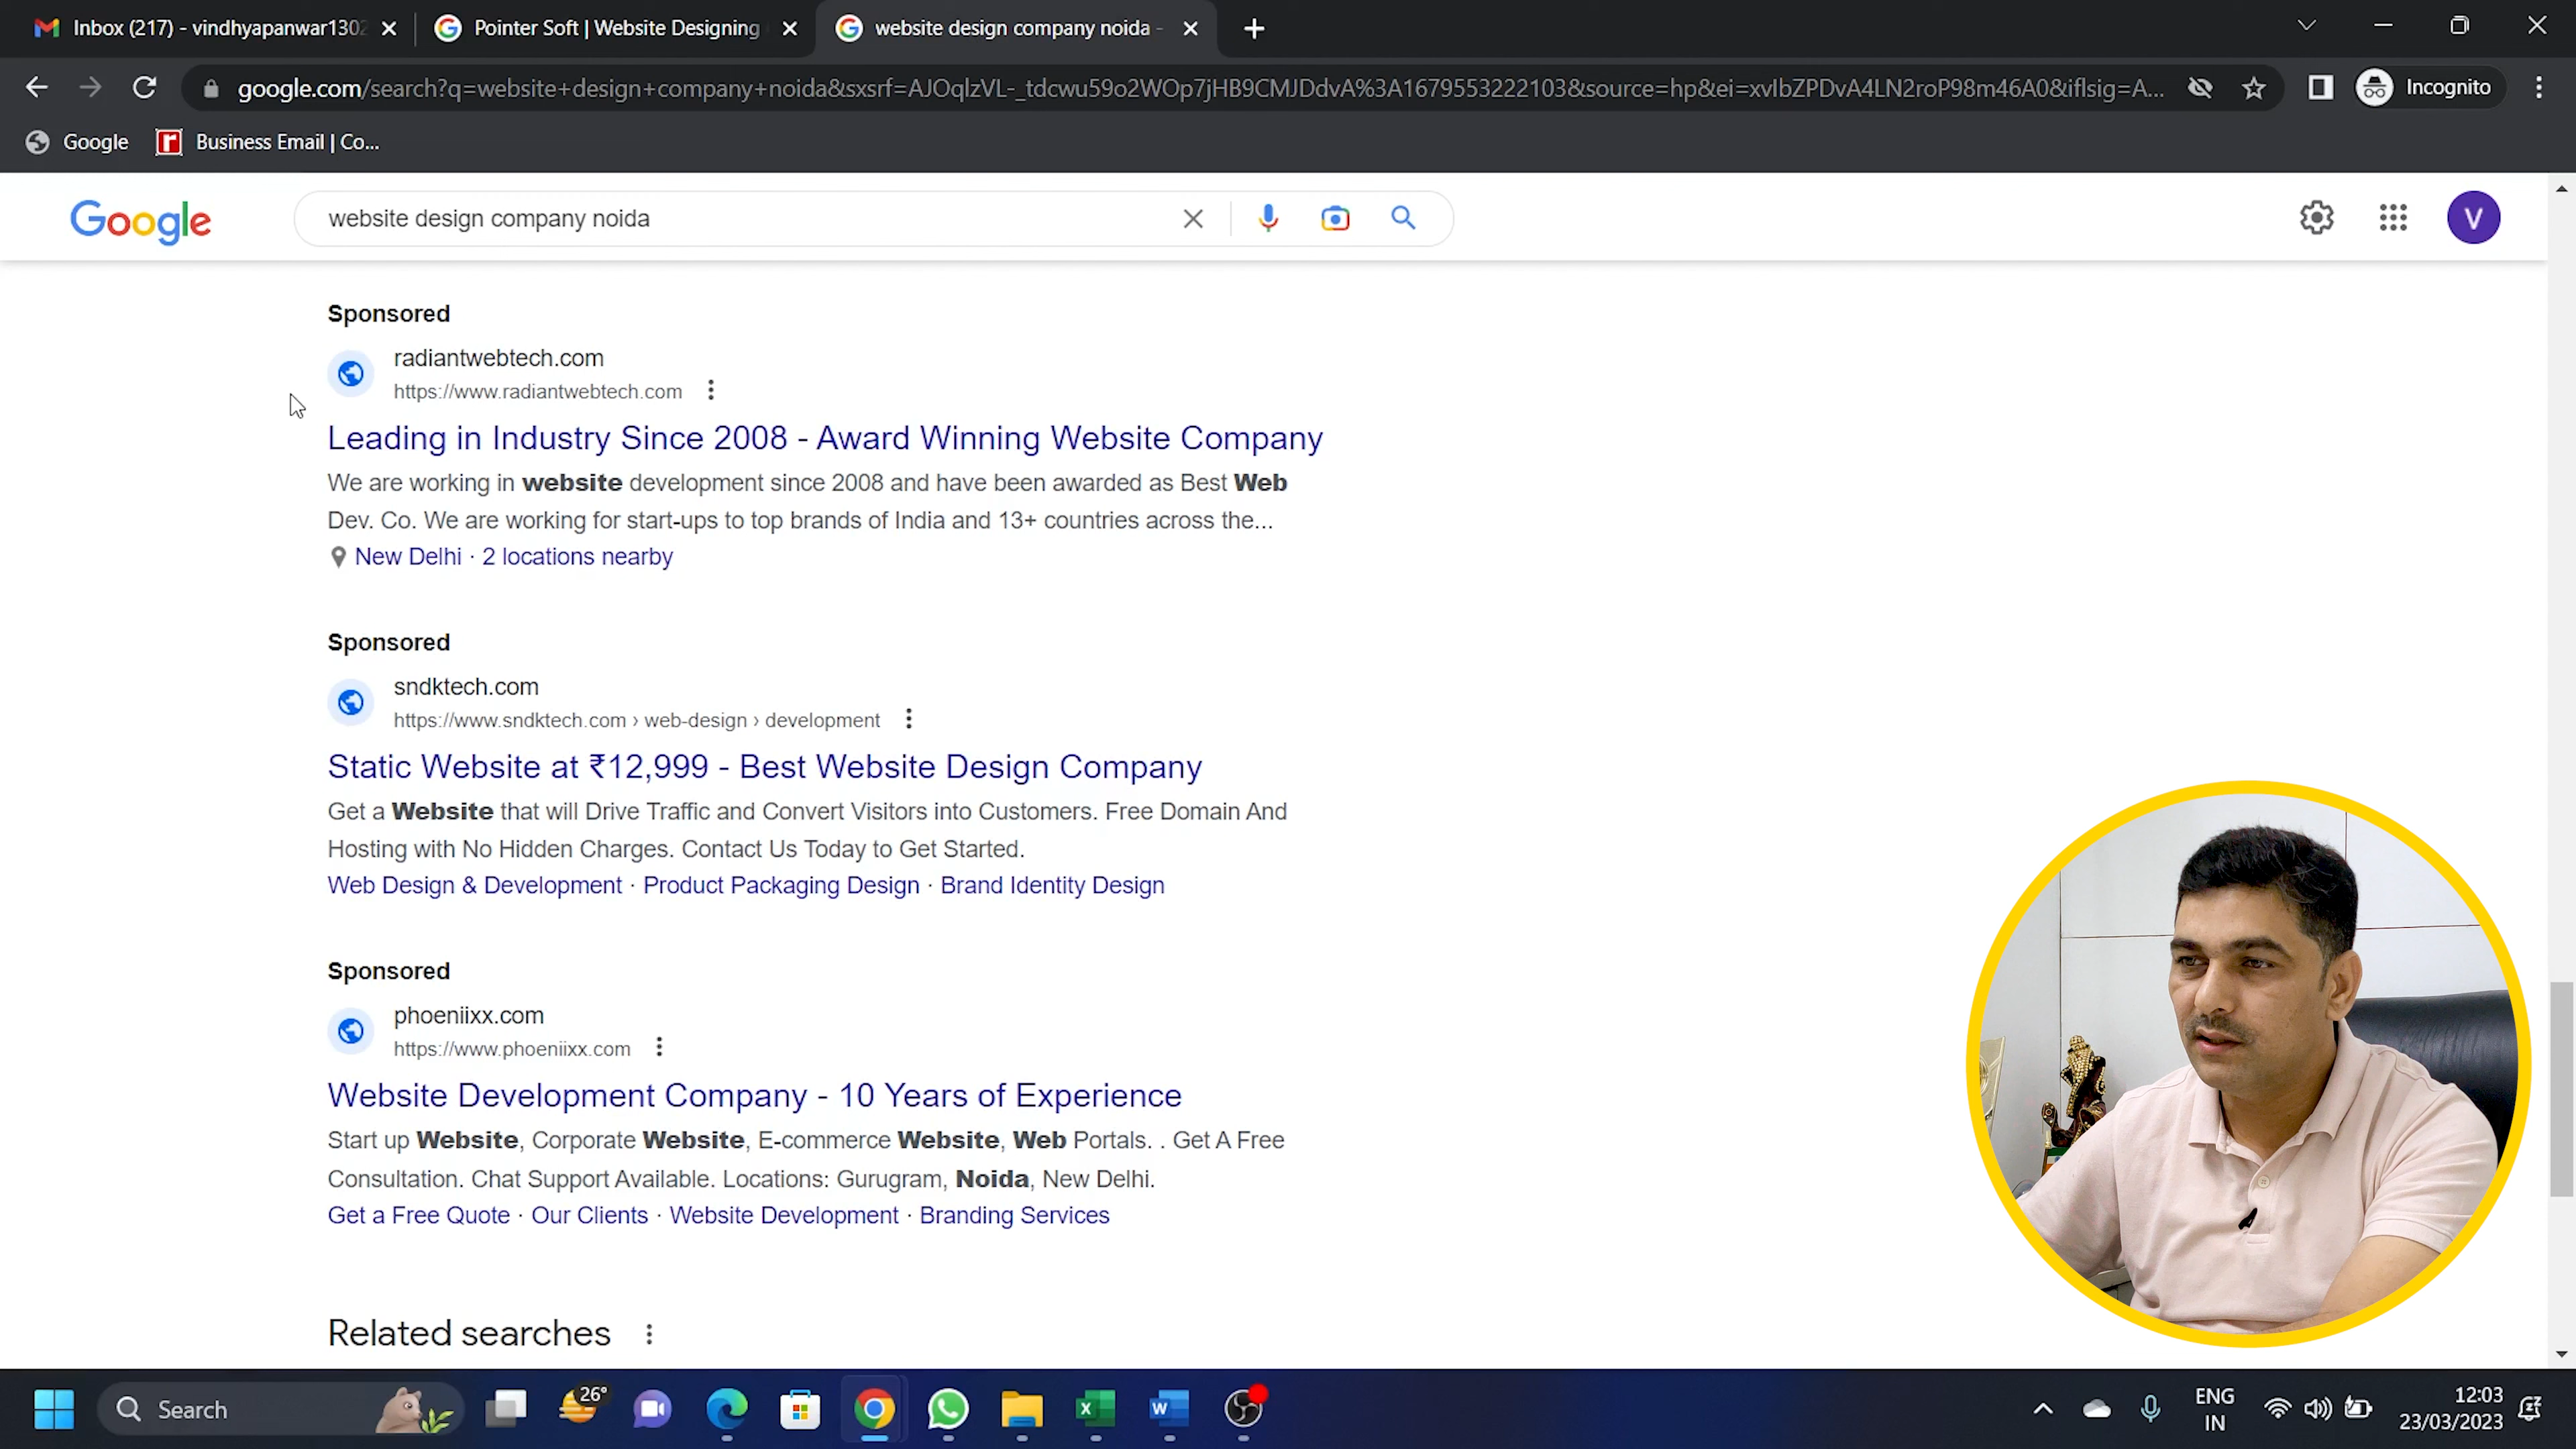 Inbox (217) - vindhyapanwar1302
Pointer Soft | Website Designing
website design company noida -
google.com/search?q=website+design+company+noida&sxsrf=AJOqlzVL-_tdcwu59o2WOp7jHB9CMJDdvA%3A1679553222103&source=hp&ei=xvIbZPDvA4LN2roP98m46A0&iflsig=A...
Incognito
Google
Business Email | Co...
Google
website design company noida
V
Sponsored
radiantwebtech.com
https://www.radiantwebtech.com
Leading in Industry Since 2008 - Award Winning Website Company
We are working in website development since 2008 and have been awarded as Best Web
Dev. Co. We are working for start-ups to top brands of India and 13+ countries across the...
New Delhi · 2 locations nearby
Sponsored
sndktech.com
https://www.sndktech.com › web-design › development
Static Website at ₹12,999 - Best Website Design Company
Get a Website that will Drive Traffic and Convert Visitors into Customers. Free Domain And
Hosting with No Hidden Charges. Contact Us Today to Get Started.
Web Design & Development · Product Packaging Design · Brand Identity Design
Sponsored
phoeniixx.com
https://www.phoeniixx.com
Website Development Company - 10 Years of Experience
Start up Website, Corporate Website, E-commerce Website, Web Portals. . Get A Free
Consultation. Chat Support Available. Locations: Gurugram, Noida, New Delhi.
Get a Free Quote · Our Clients · Website Development · Branding Services
Related searches
Search
26°
ENG
IN
12:03
23/03/2023